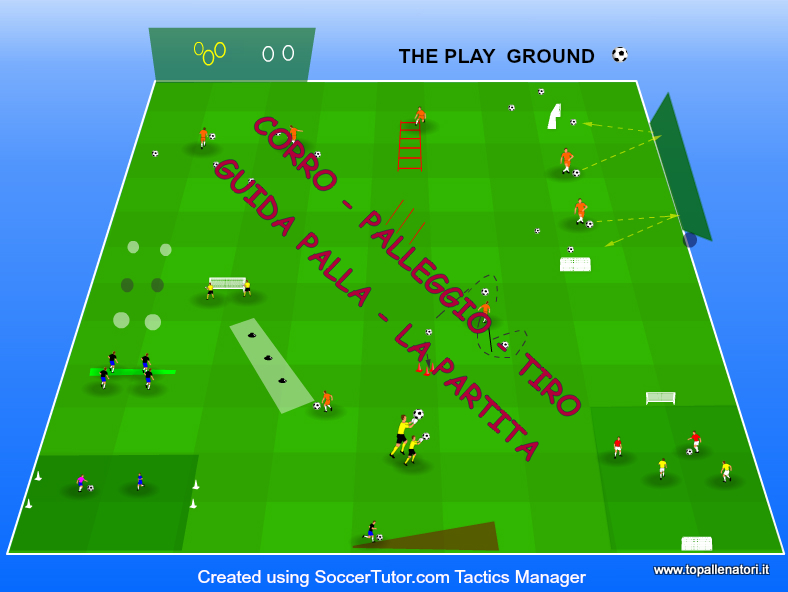 THE PLAY GROUND
CORRO - PALLEGGIO - TIRO
GUIDA PALLA - LA PARTITA
www.topallenatori.it
Created using SoccerTutor.com Tactics Manager